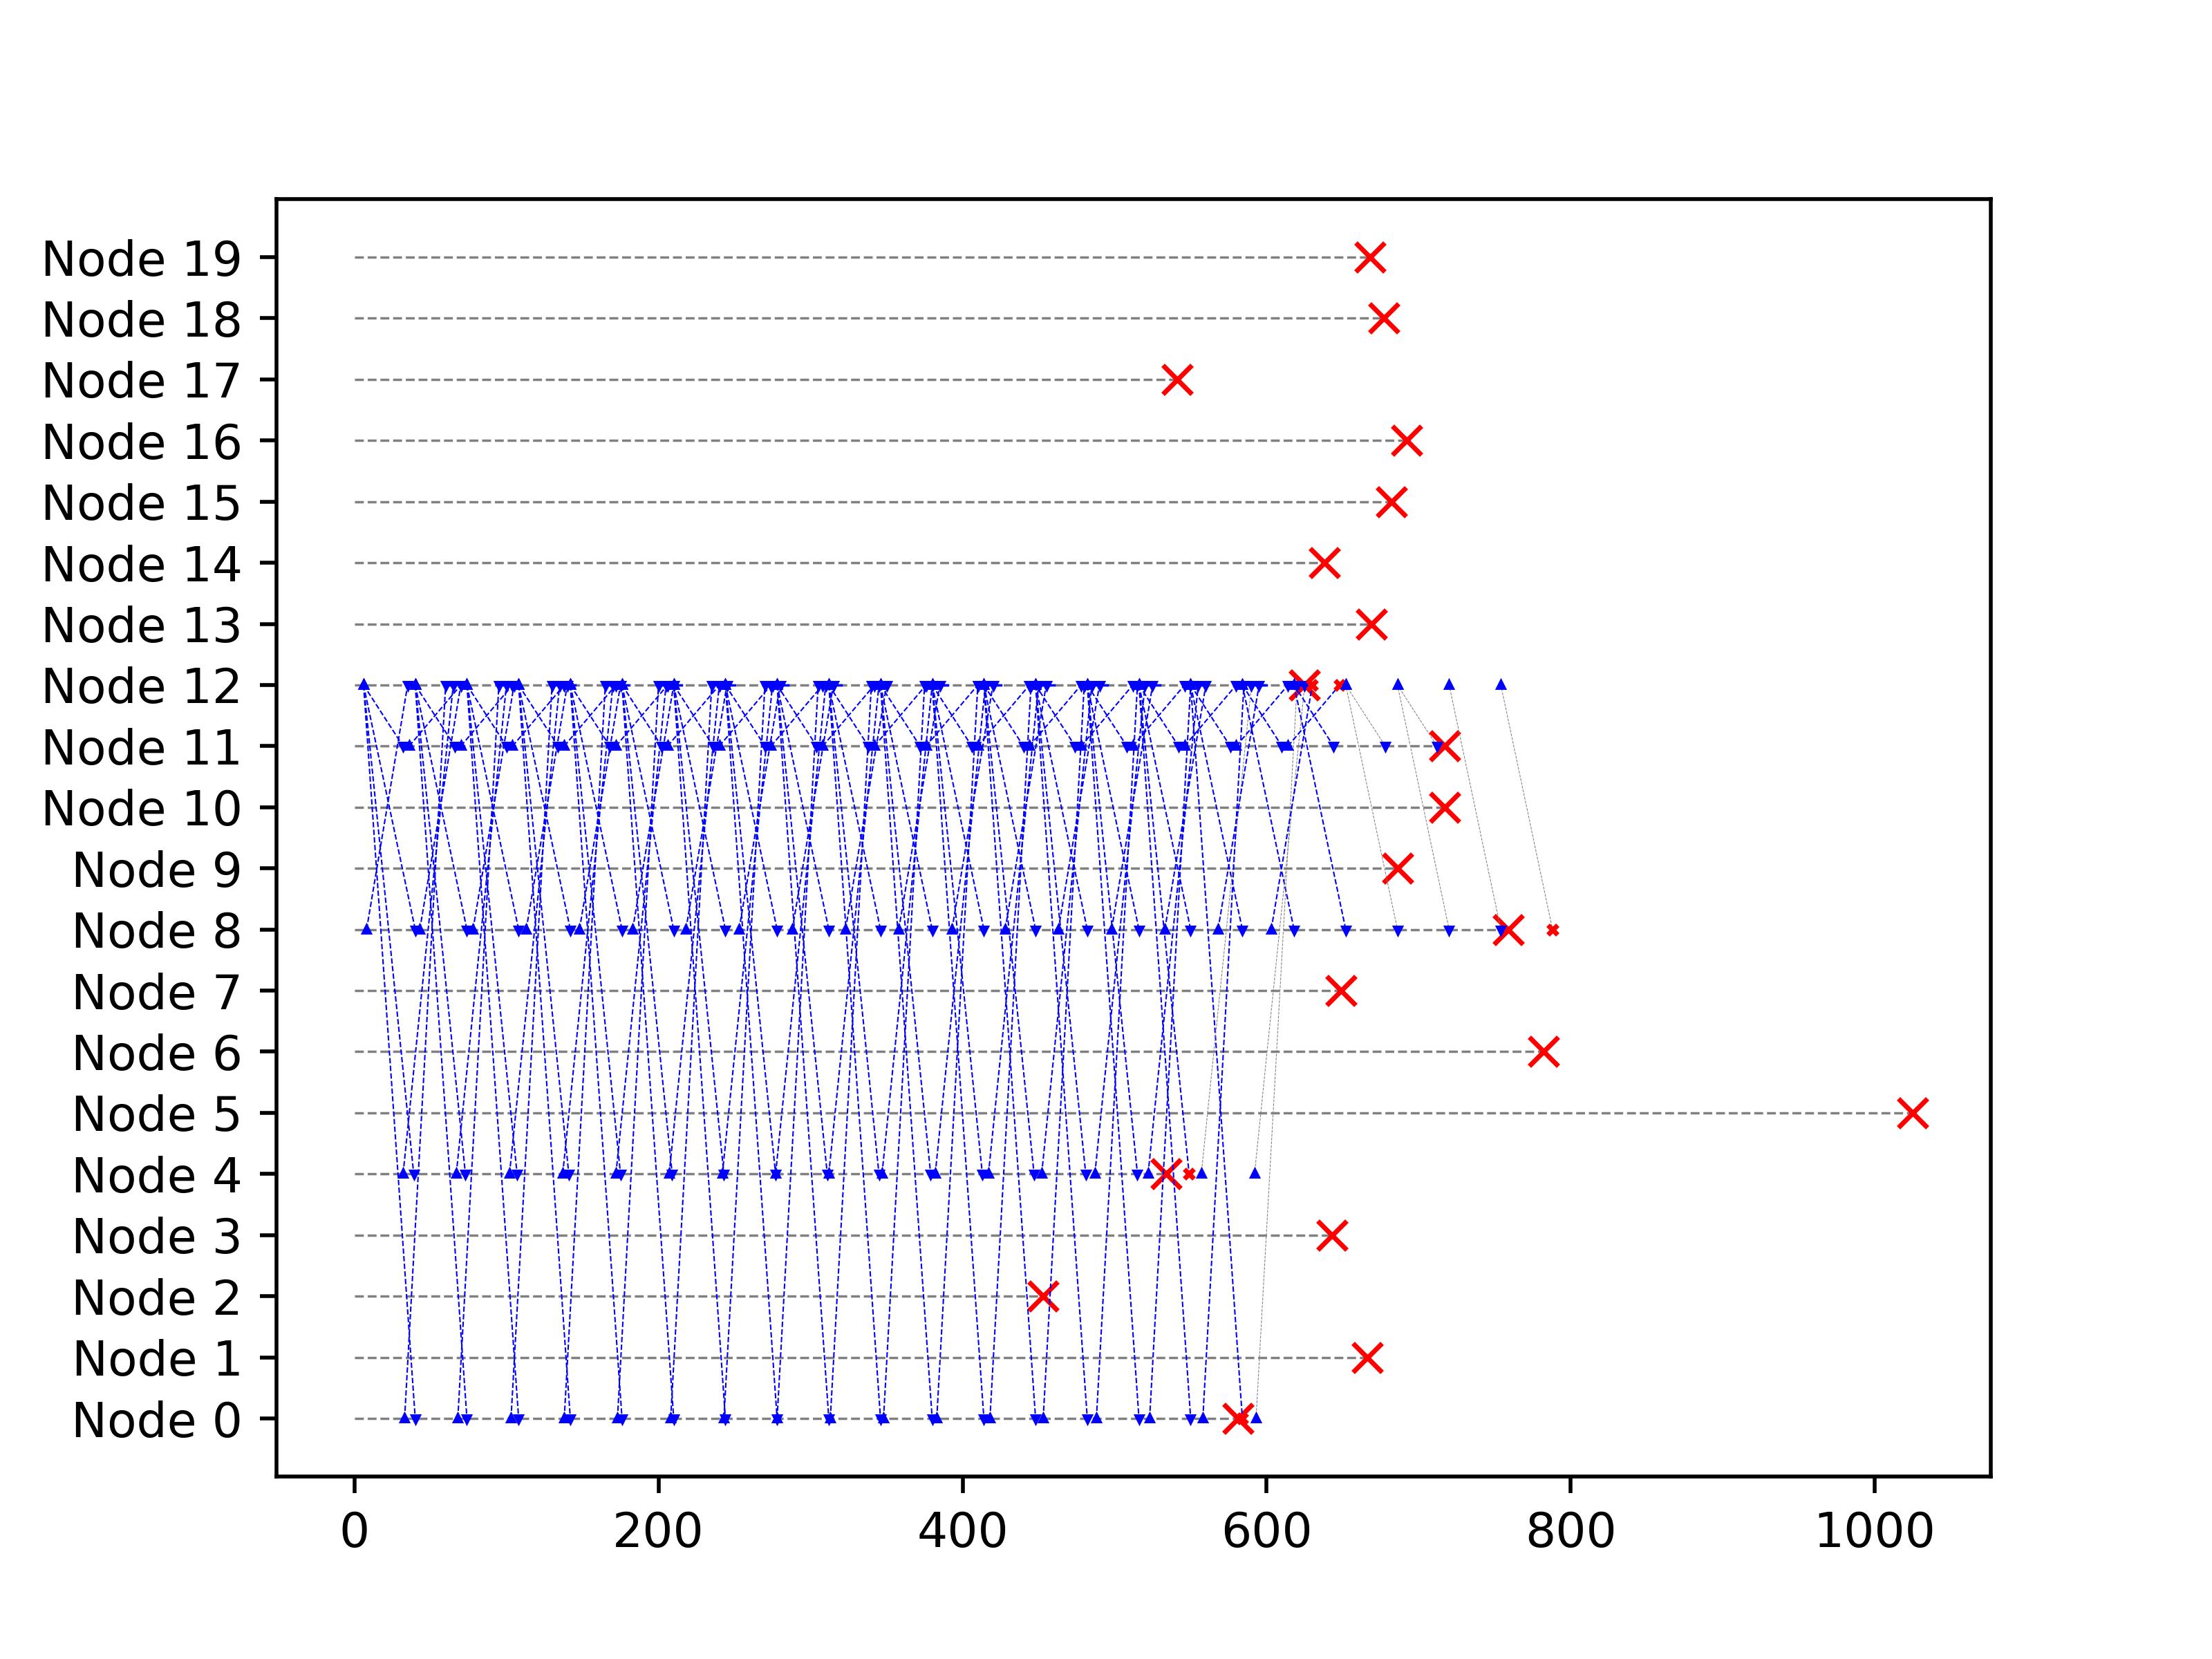 Node 19
Node 18
Node 17
Node 16
Node 15
Node 14
Node 13
Node 12
Node 11
Node 10
Node 9
Node 8
Node 7
Node 6
Node 5
Node 4
Node 3
Node 2
Node 1
Node 0
0 200 400 600 800 1000